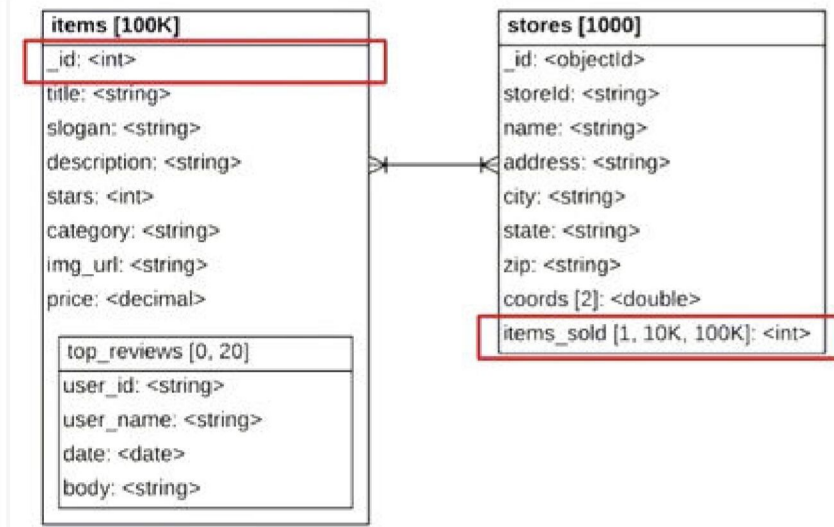 items [100K]
_id: <int>
title: <string>
slogan: <string>
description: <string>
stars: <int>
category: <string>
img_url: <string>
price: <decimal>
top_reviews [0, 20]
user_id: <string>
user_name: <string>
date: <date>
body: <string>
stores [1000]
_id: <objectId>
storeId: <string>
name: <string>
address: <string>
city: <string>
state: <string>
zip: <string>
coords [2]: <double>
items_sold [1, 10K, 100K]: <int>